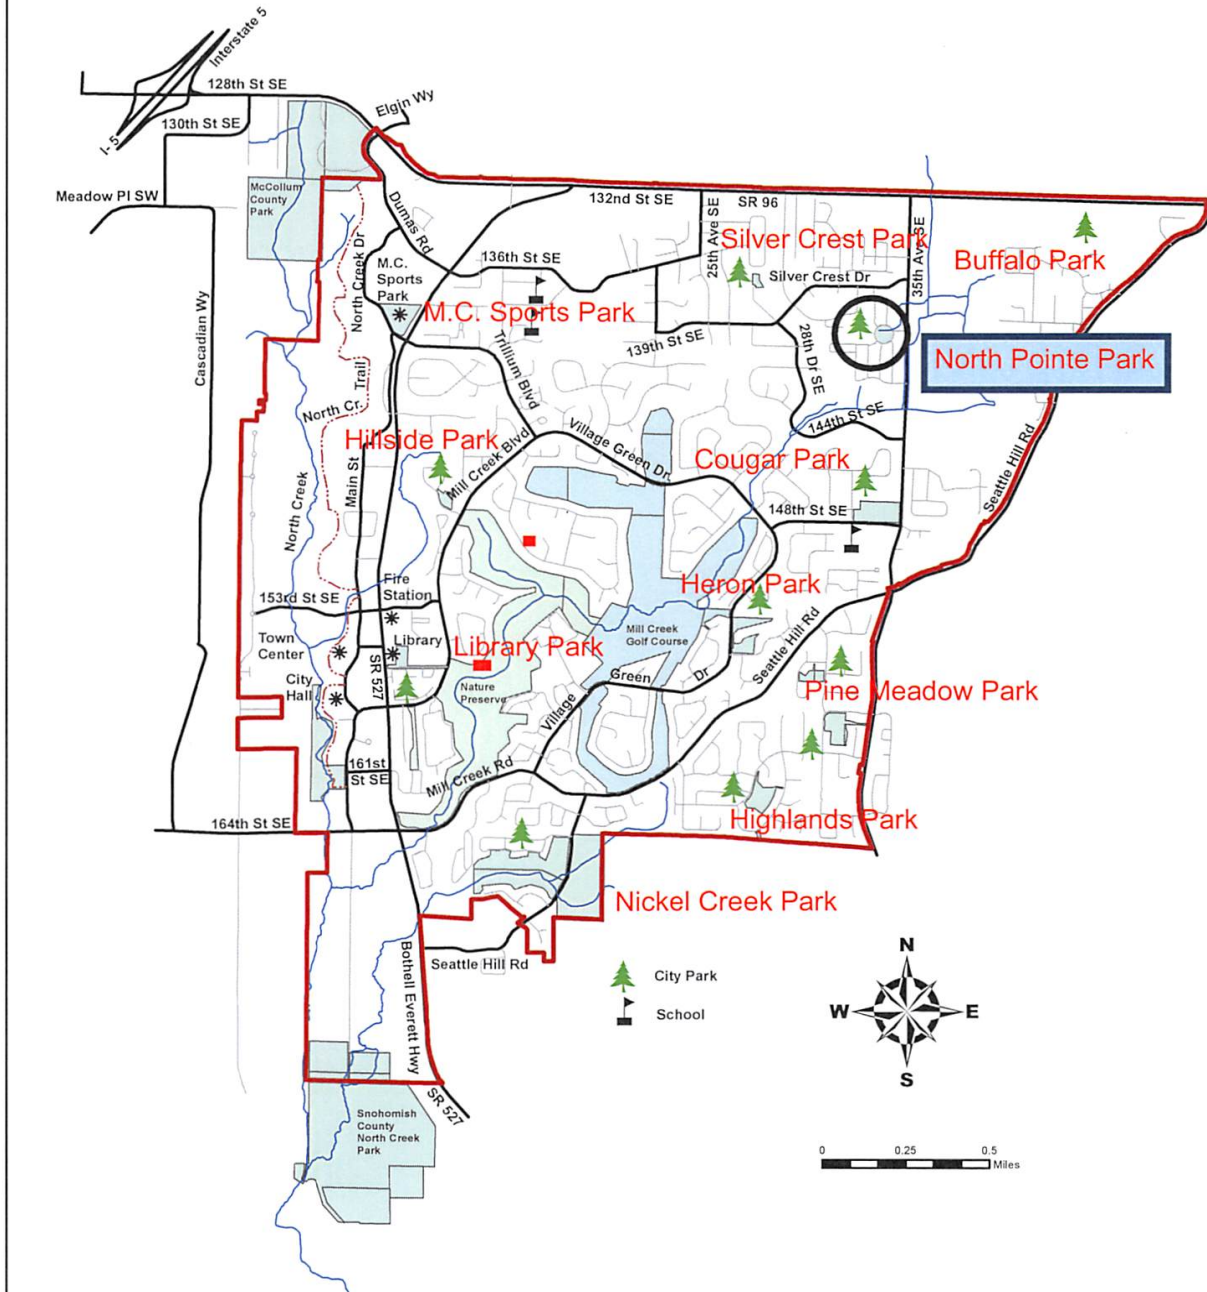 Interstate 5
128th St SE
Elgin Wy
130th St SE
I-5
McCollum
County
Park
Meadow Pl SW
132nd St SE
SR 96
25th Ave SE
35th Ave SE
Dumas Rd
North Creek Dr
Silver Crest Park
Buffalo Park
136th St SE
Silver Crest Dr
M.C.
Sports
Park
M.C. Sports Park
Cascadian Wy
139th St SE
28th Dr SE
North Pointe Park
Trillium Blvd
Trail
North Cr.
144th St SE
Village Green Dr
Hillside Park
Mill Creek Blvd
Cougar Park
Seattle Hill Rd
Main St
North Creek
148th St SE
Fire
Station
Heron Park
153rd St SE
Town
Center
Library
Library Park
Mill Creek
Golf Course
Seattle Hill Rd
City
Hall
SR 527
Nature
Preserve
Village
Green
Dr
Pine Meadow Park
161st
St SE
Mill Creek Rd
164th St SE
Highlands Park
Nickel Creek Park
Bothell Everett Hwy
Seattle Hill Rd
City Park
School
N
W
E
S
SR 527
Snohomish
County
North Creek
Park
0
0.25
0.5
Miles